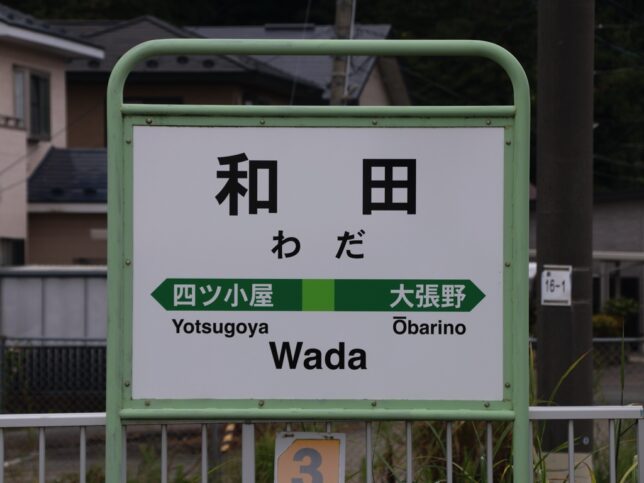 和 田
わ だ
四ツ小屋 大張野
Yotsugoya Ōbarino
Wada
16-1
3